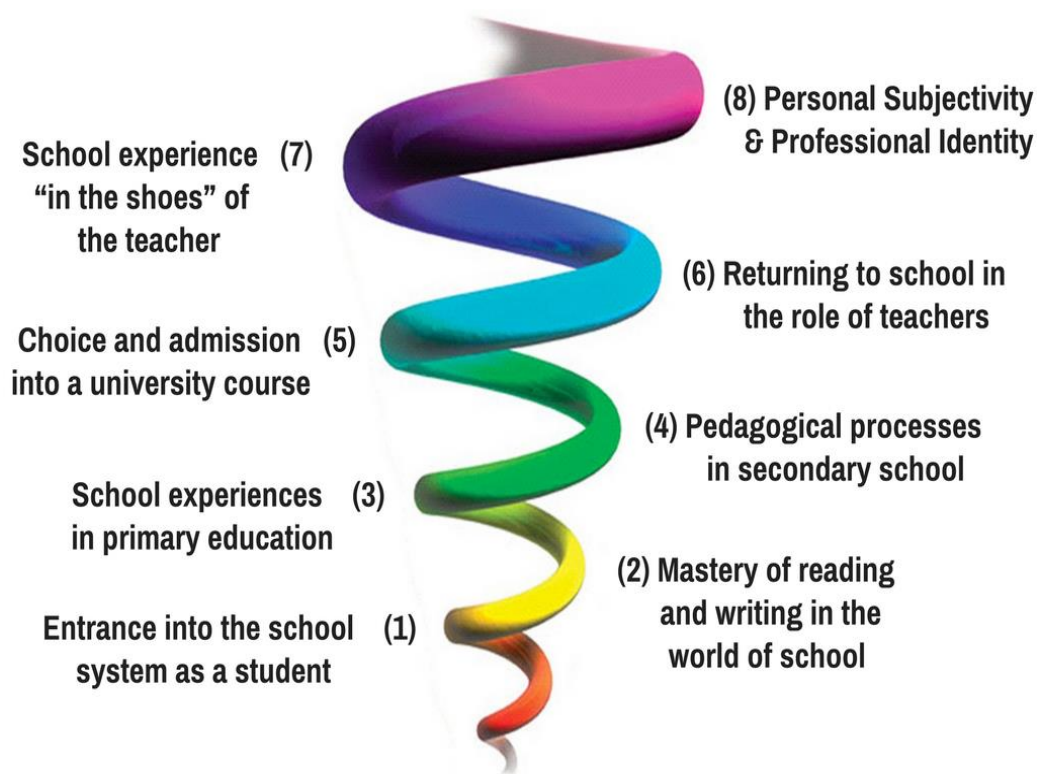 (8) Personal Subjectivity
& Professional Identity
School experience (7)
“in the shoes” of
the teacher
(6) Returning to school in
the role of teachers
Choice and admission (5)
into a university course
(4) Pedagogical processes
in secondary school
School experiences (3)
in primary education
(2) Mastery of reading
and writing in the
world of school
Entrance into the school (1)
system as a student